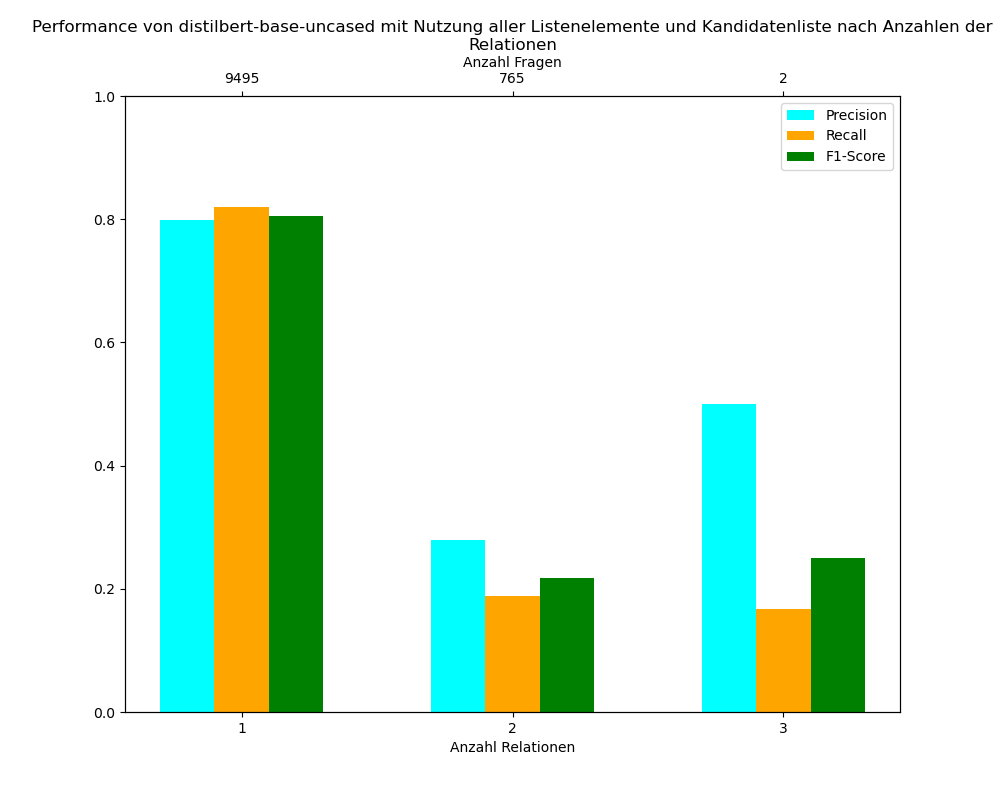 Performance von distilbert-base-uncased mit Nutzung aller Listenelemente und Kandidatenliste nach Anzahlen der
Relationen
Anzahl Fragen
9495 765 2
Precision
Recall
F1-Score
1.0
0.8
0.6
0.4
0.2
0.0
1 2 3
Anzahl Relationen